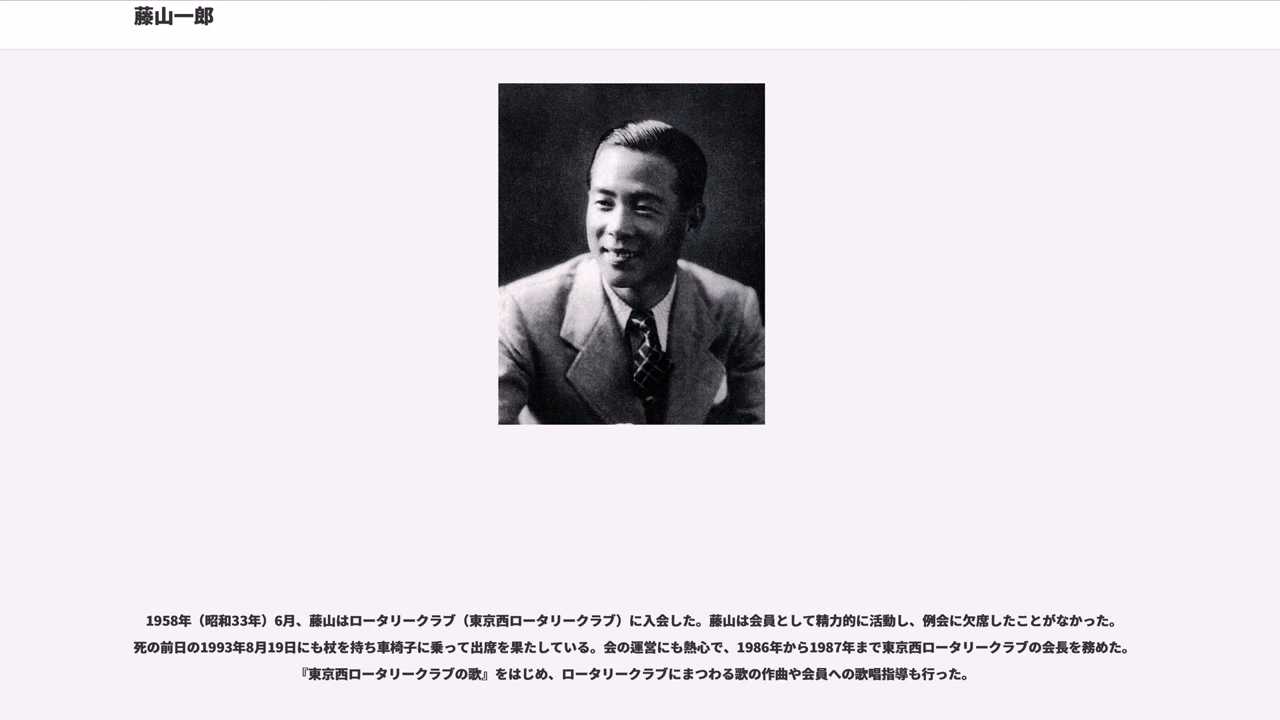 藤山一郎
1958年（昭和33年）6月、藤山はロータリークラブ（東京西ロータリークラブ）に入会した。藤山は会員として精力的に活動し、例会に欠席したことがなかった。
死の前日の1993年8月19日にも杖を持ち車椅子に乗って出席を果たしている。会の運営にも熱心で、1986年から1987年まで東京西ロータリークラブの会長を務めた。
『東京西ロータリークラブの歌』をはじめ、ロータリークラブにまつわる歌の作曲や会員への歌唱指導も行った。